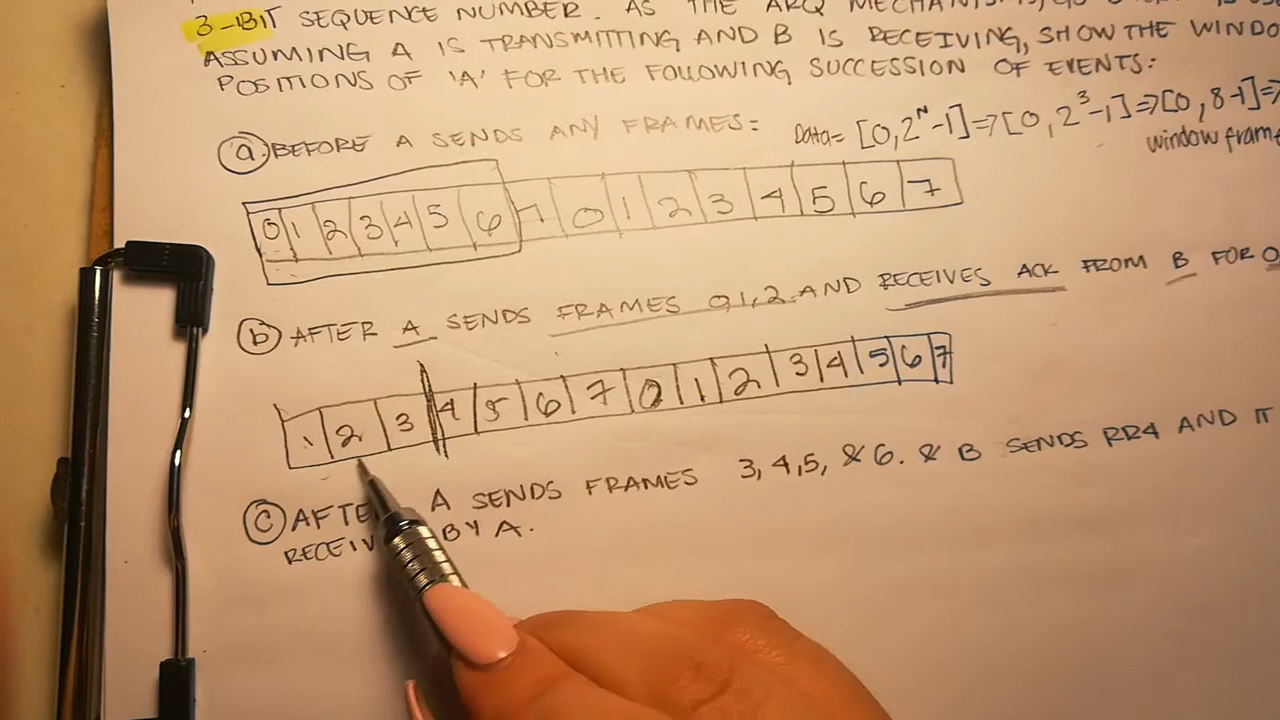 3-BIT SEQUENCE NUMBER. AS THE ARQ
ASSUMING A IS TRANSMITTING AND B IS RECEIVING, SHOW THE WINDO
POSITIONS OF 'A' FOR THE FOLLOWING SUCCESSION OF EVENTS:
a BEFORE A SENDS ANY FRAMES: Data= [0,2^N-1]⇒[0,2^3-1]⇒[0,8-1]⇒
window frame
0 1 2 3 4 5 6 7 0 1 2 3 4 5 6 7
b AFTER A SENDS FRAMES 0,1,2 AND RECEIVES ACK FROM B FOR 0
1 2 3 4 5 6 7 0 1 2 3 4 5 6 7
c AFTE A SENDS FRAMES 3,4,5, & 6. & B SENDS RR4 AND IT
RECEIV BY A.